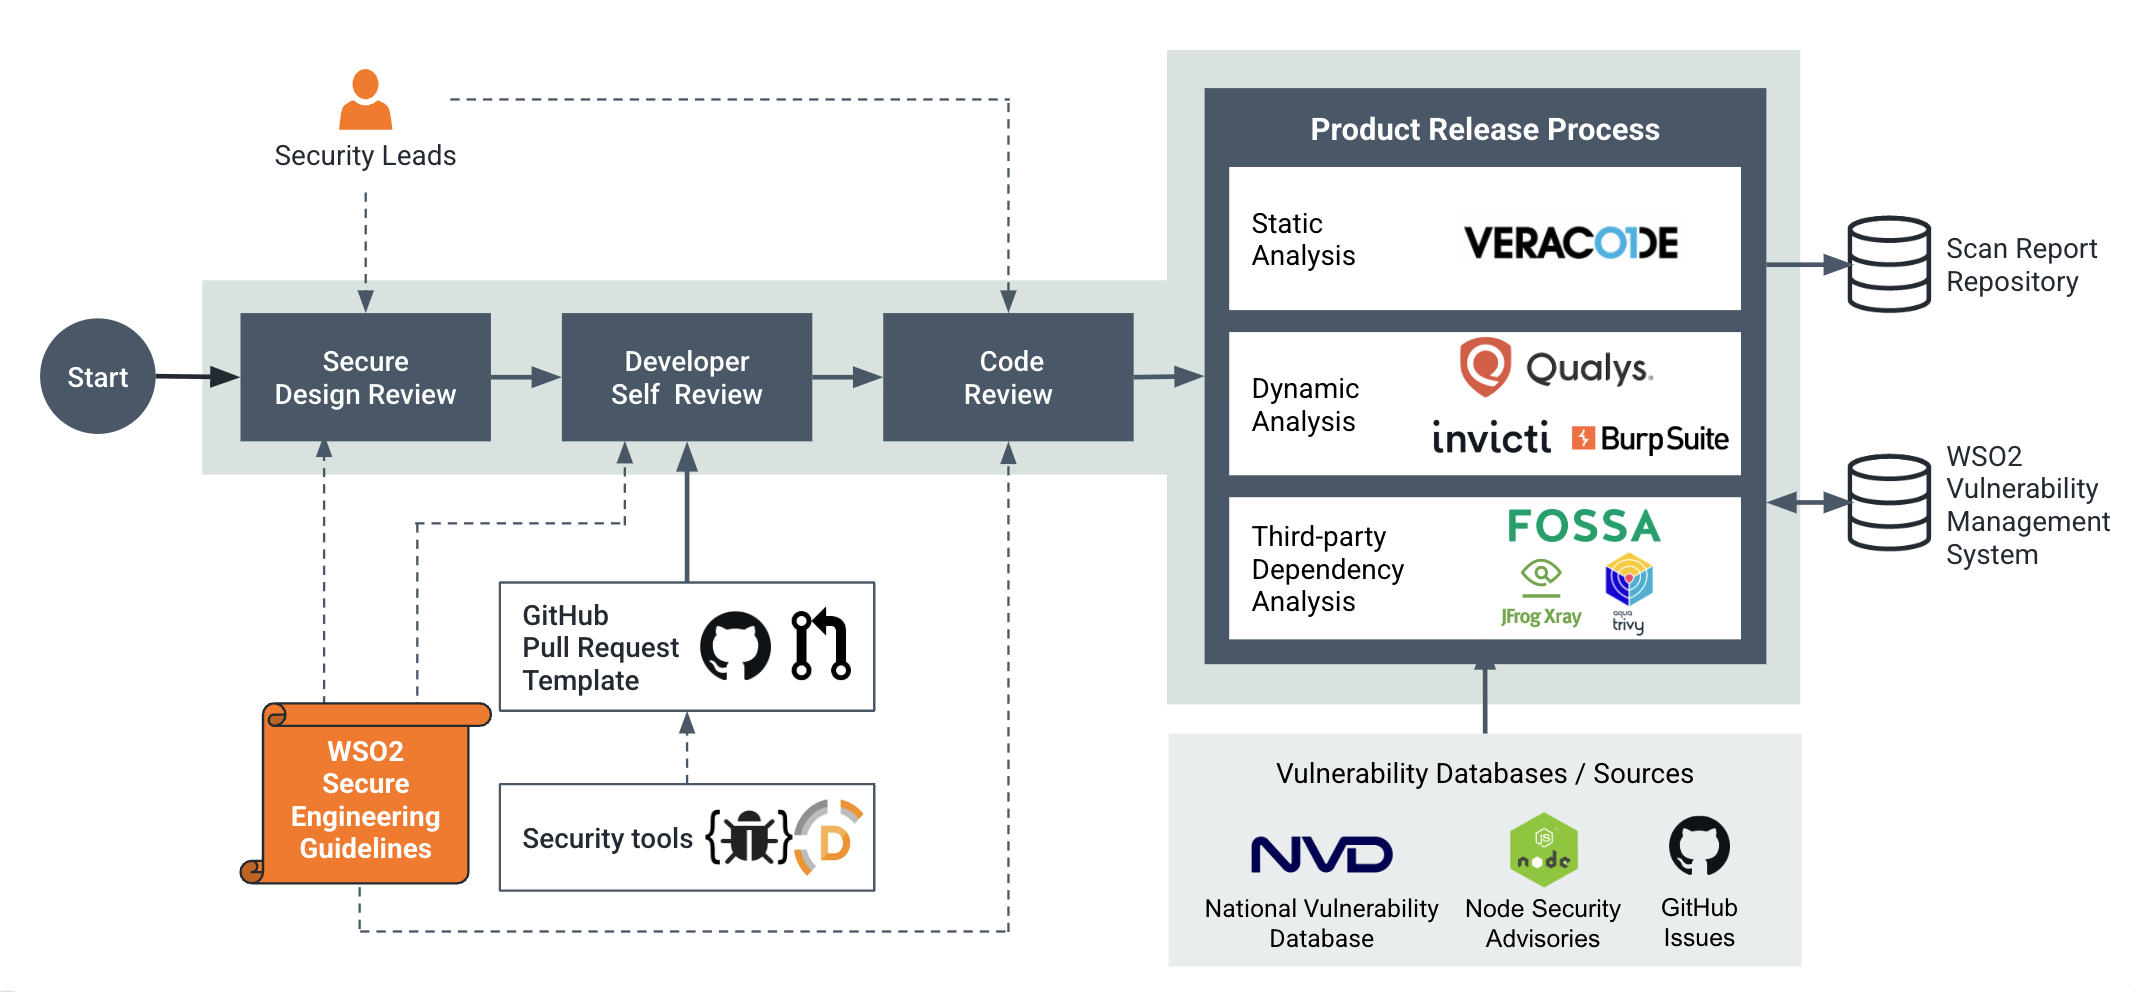 Security Leads
Start
Secure
Design Review
Developer
Self Review
Code
Review
Product Release Process
Static
Analysis
VERACODE
Dynamic
Analysis
Qualys.
invicti
Burp Suite
Third-party
Dependency
Analysis
FOSSA
JFrog Xray
aqua
trivy
Scan Report
Repository
WSO2
Vulnerability
Management
System
GitHub
Pull Request
Template
Security tools
D
WSO2
Secure
Engineering
Guidelines
Vulnerability Databases / Sources
NVD
National Vulnerability
Database
JS
node
Node Security
Advisories
GitHub
Issues